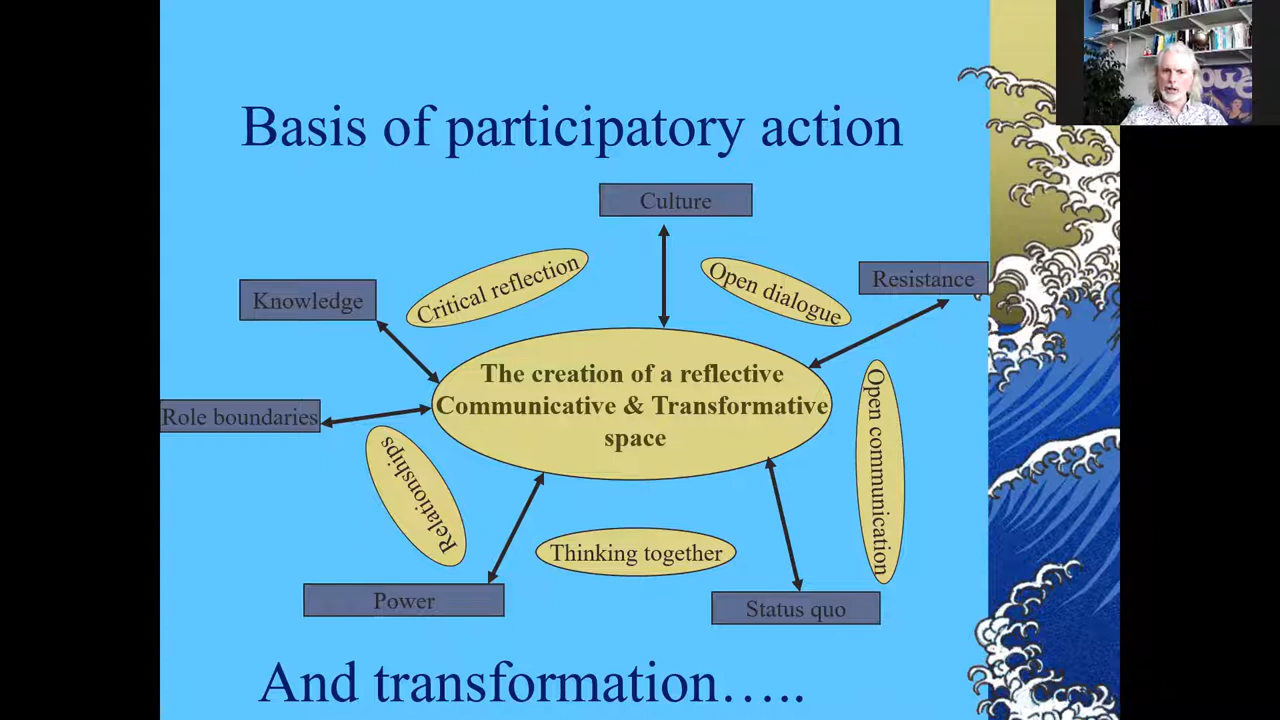 Basis of participatory action
Culture
Critical reflection
Open dialogue
Resistance
Knowledge
The creation of a reflective
Communicative & Transformative
space
Role boundaries
Relationships
Open communication
Thinking together
Power
Status quo
And transformation…..